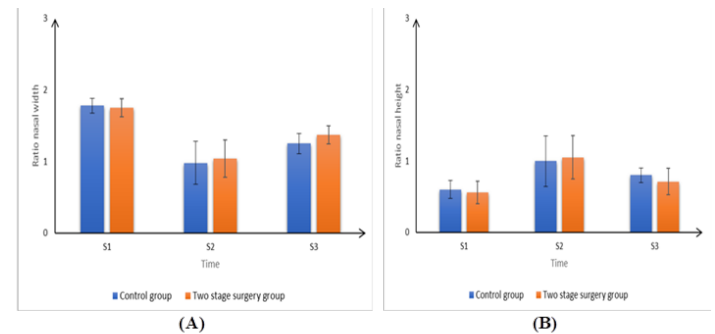 3
2
1
0
Ratio nasal width
S1 S2 S3
Time
Control group Two stage surgery group
(A)
3
2
1
0
Ratio nasal height
S1 S2 S3
Time
Control group Two stage surgery group
(B)